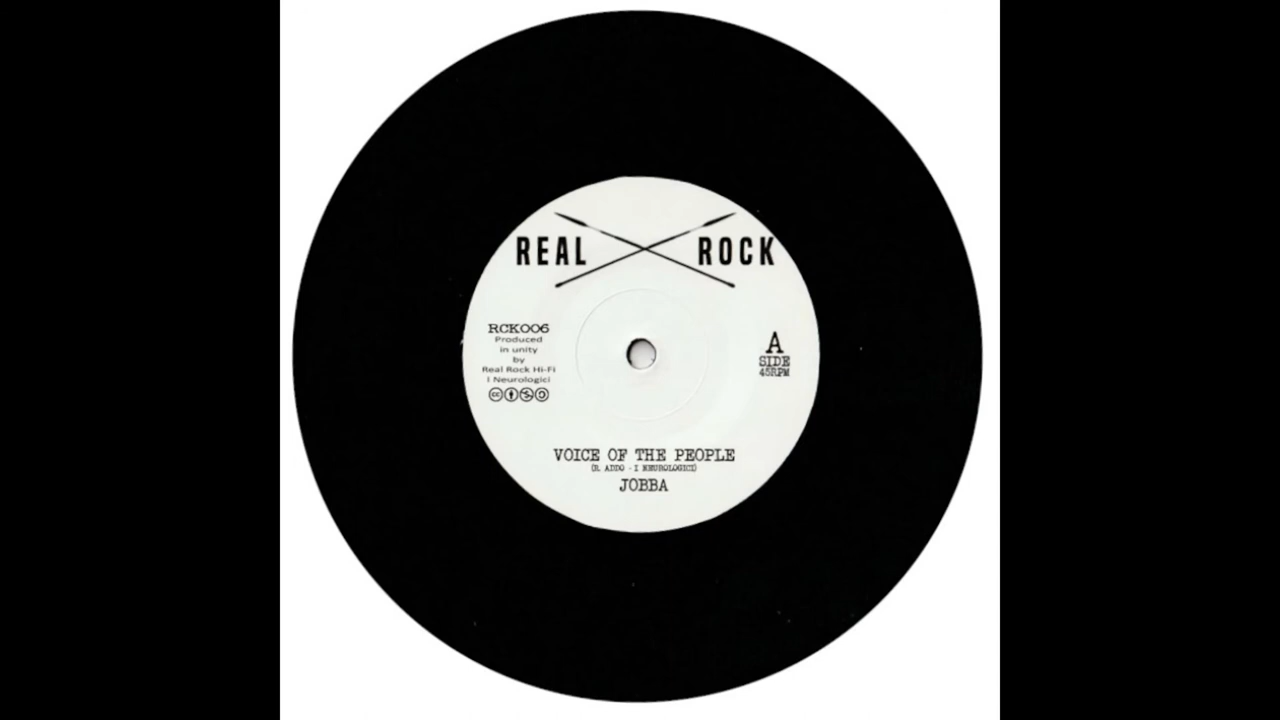 REAL ROCK
RCK006
Produced
in unity
by
Real Rock Hi-Fi
I Neurologici
A
SIDE
45RPM
VOICE OF THE PEOPLE
(R. ADDO - I NEUROLOGICI)
JOBBA